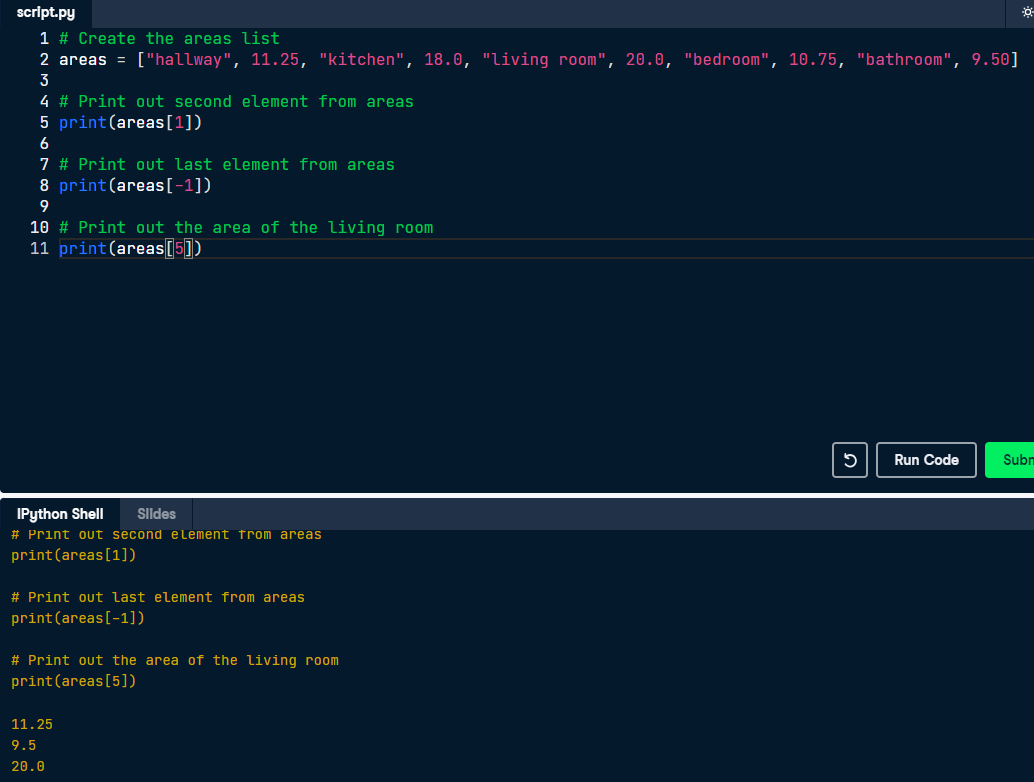 script.py
1 # Create the areas list
2 areas = ["hallway", 11.25, "kitchen", 18.0, "living room", 20.0, "bedroom", 10.75, "bathroom", 9.50]
3
4 # Print out second element from areas
5 print(areas[1])
6
7 # Print out last element from areas
8 print(areas[-1])
9
10 # Print out the area of the living room
11 print(areas[5])
Run Code
Subm
IPython Shell Slides
# Print out second element from areas
print(areas[1])
# Print out last element from areas
print(areas[-1])
# Print out the area of the living room
print(areas[5])
11.25
9.5
20.0